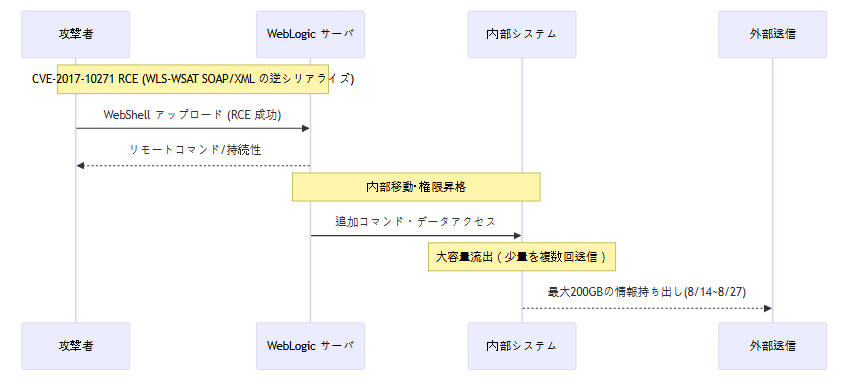 攻撃者
WebLogic サーバ
内部システム
外部送信
CVE-2017-10271 RCE (WLS-WSAT SOAP/XML の逆シリアライズ)
WebShell アップロード (RCE 成功)
リモートコマンド/持続性
内部移動・権限昇格
追加コマンド・データアクセス
大容量流出 ( 少量を複数回送信 )
最大200GBの情報持ち出し(8/14~8/27)
攻撃者
WebLogic サーバ
内部システム
外部送信